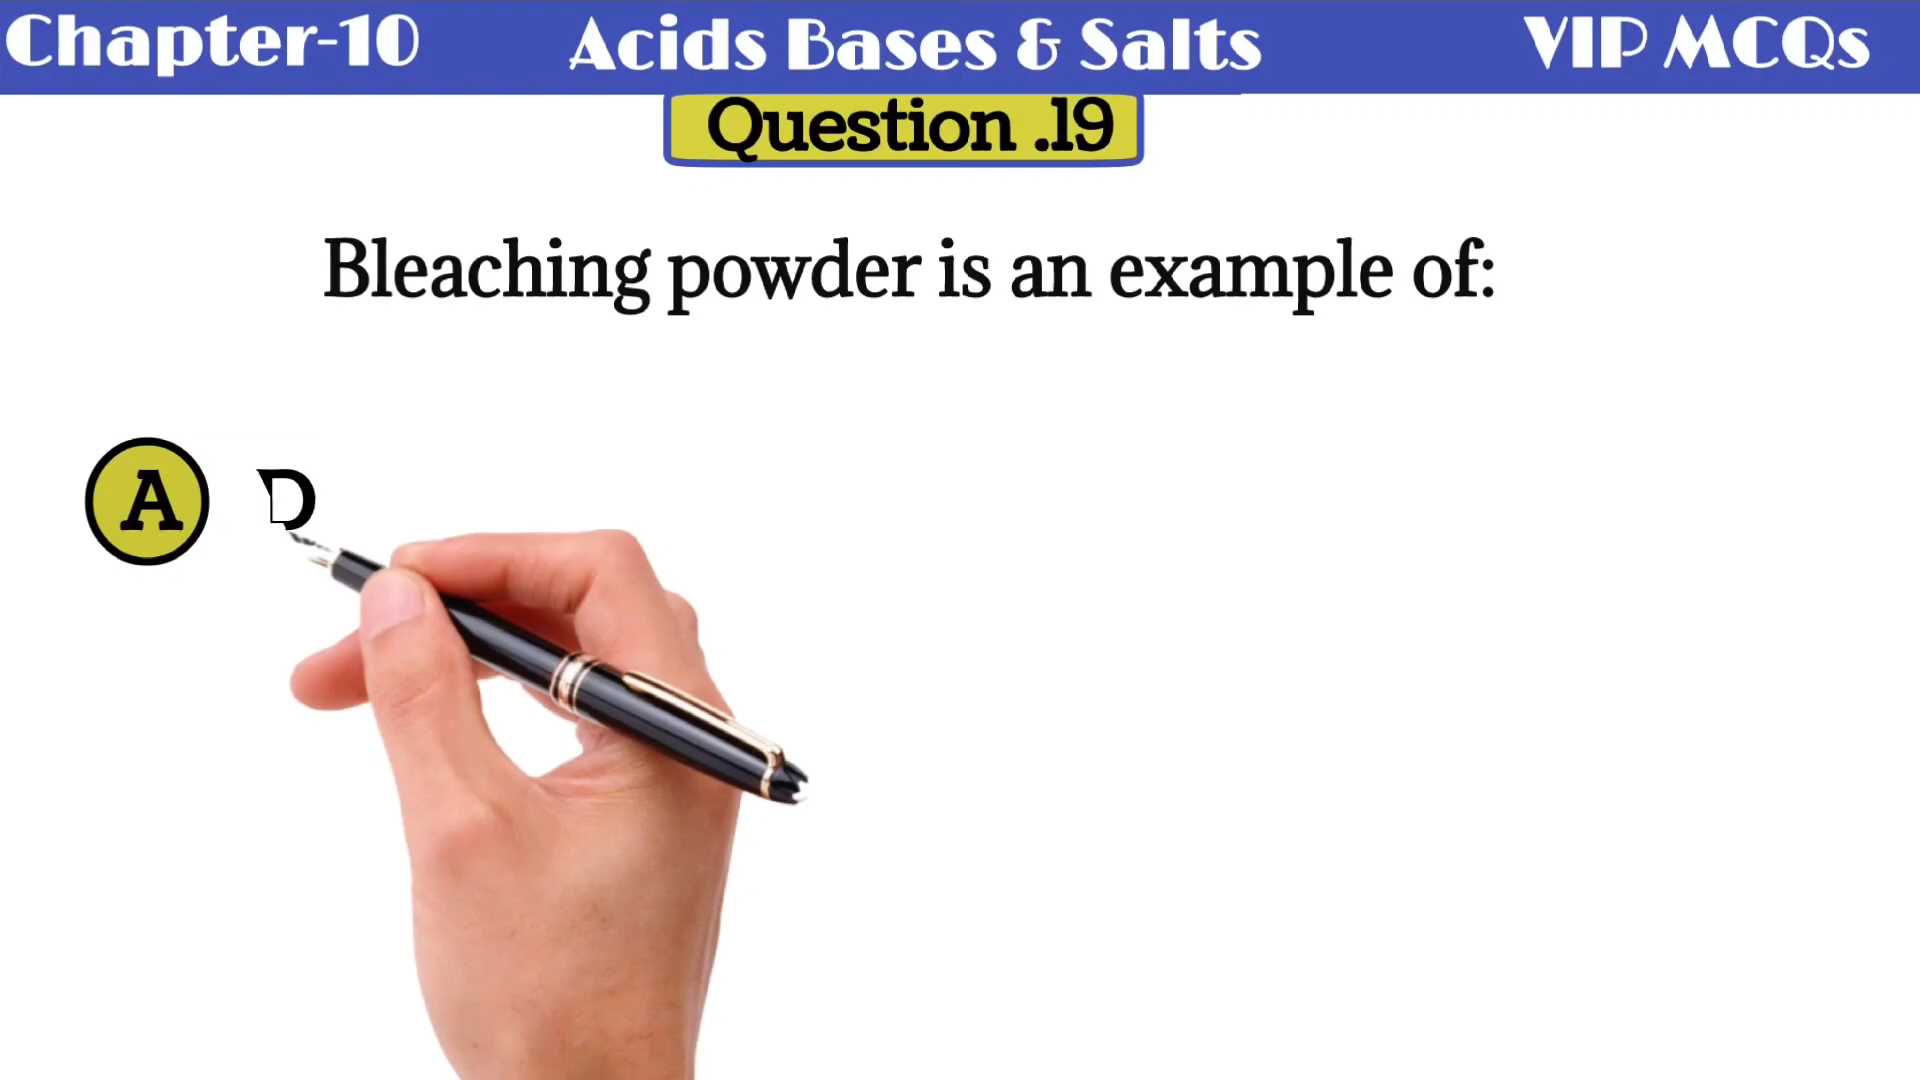 Chapter-10 Acids Bases & Salts VIP MCQs
Question .19
Bleaching powder is an example of:
A D